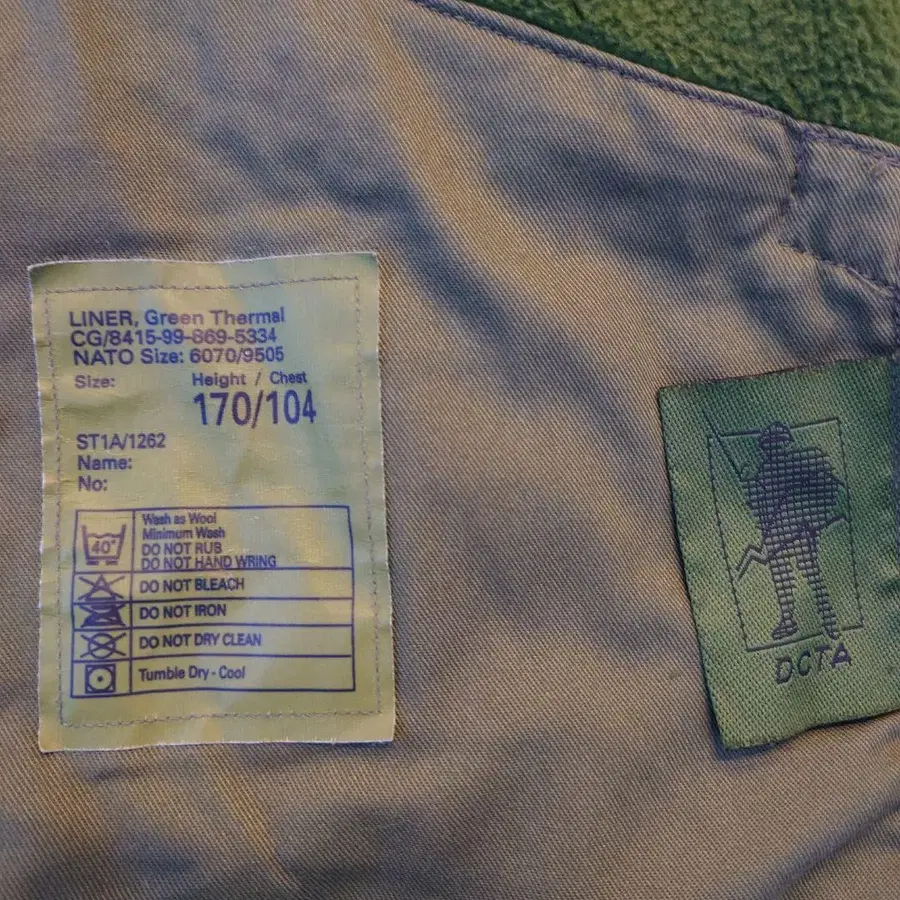 LINER, Green Thermal
CG/8415-99-869-5334
NATO Size: 6070/9505
Size: Height / Chest
170/104
ST1A/1262
Name:
No:
40°
Wash as Wool
Minimum Wash
DO NOT RUB
DO NOT HAND WRING
DO NOT BLEACH
DO NOT IRON
DO NOT DRY CLEAN
Tumble Dry - Cool
DCTA